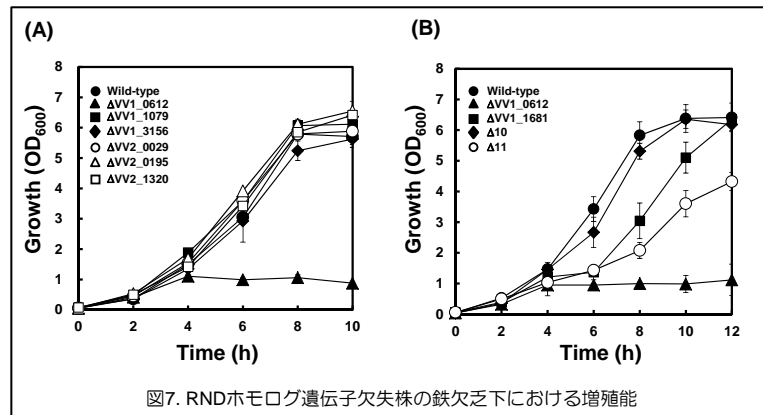 (A)
8
7
6
5
4
3
2
1
0
Growth (OD600)
Wild-type
ΔVV1_0612
ΔVV1_1079
ΔVV1_3156
ΔVV2_0029
ΔVV2_0195
ΔVV2_1320
0 2 4 6 8 10
Time (h)
(B)
8
7
6
5
4
3
2
1
0
Growth (OD600)
Wild-type
ΔVV1_0612
ΔVV1_1681
Δ10
Δ11
0 2 4 6 8 10 12
Time (h)
図7. RNDホモログ遺伝子欠失株の鉄欠乏下における増殖能